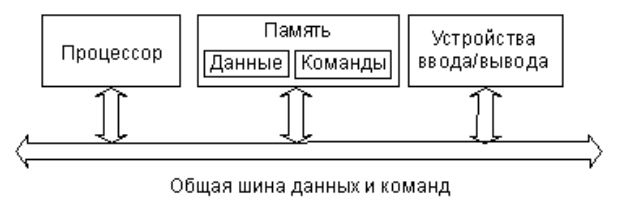 Процессор
Память
Данные Команды
Устройства
ввода/вывода
Общая шина данных и команд